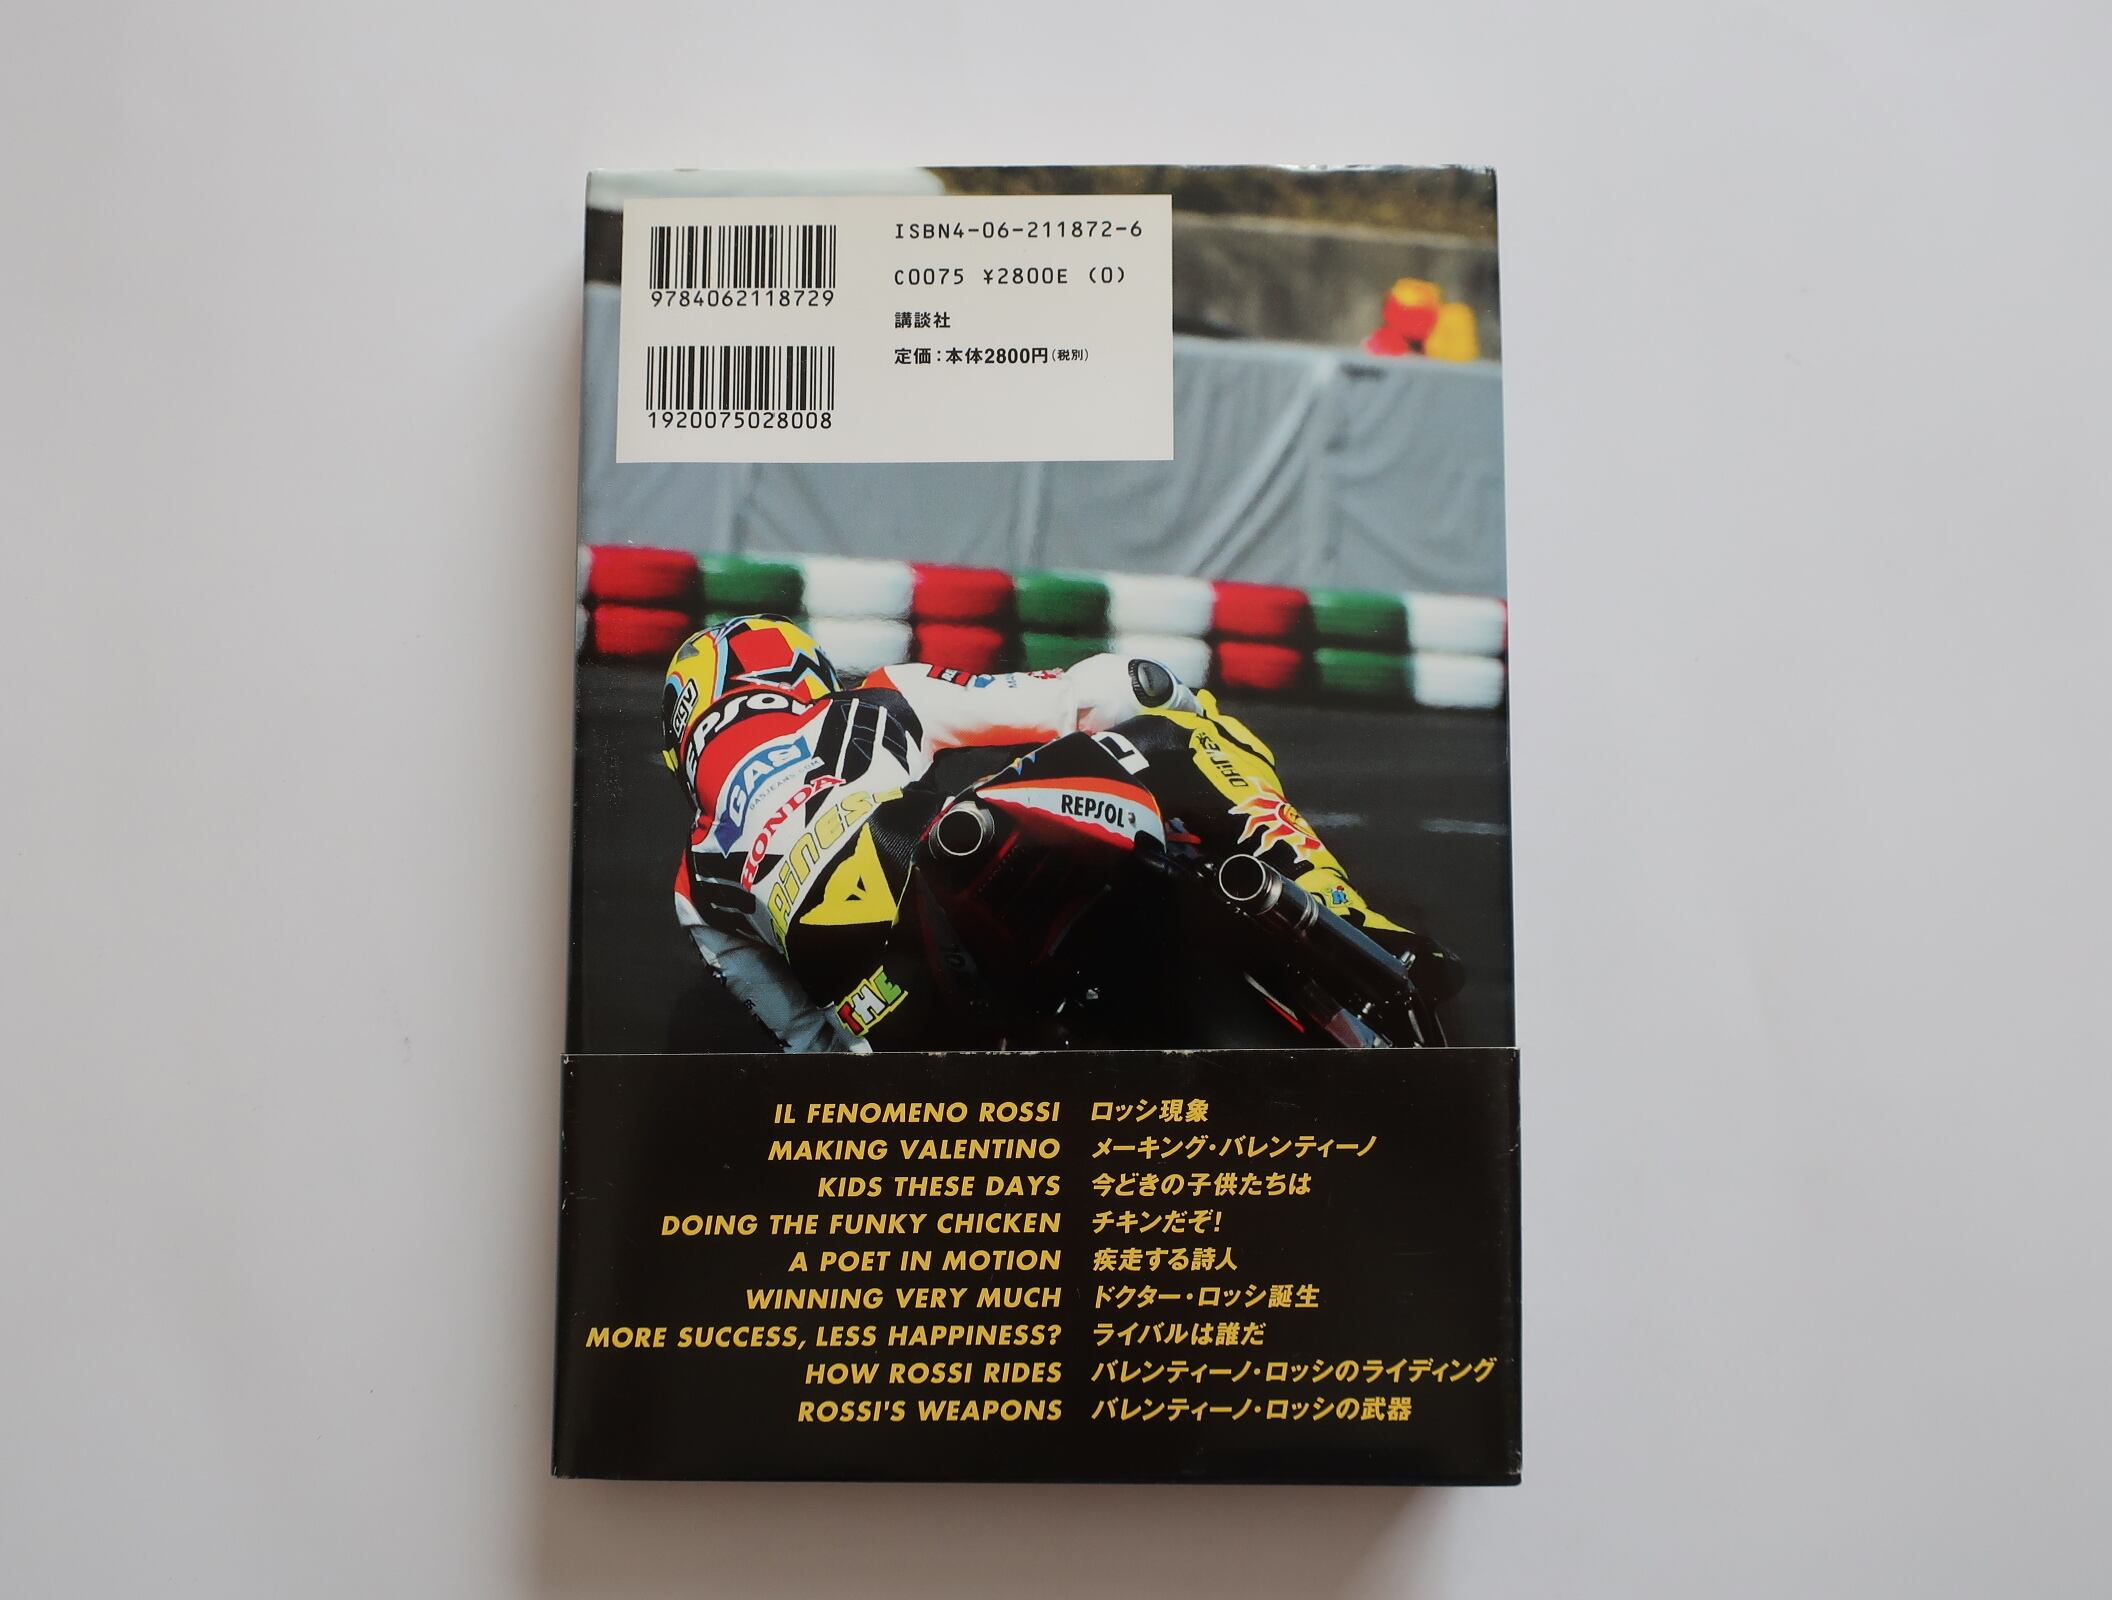 ISBN4-06-211872-6
9784062118729
C0075 ¥2800E (0)
講談社
定価:本体2800円(税別)
1920075028008
agv
REPSOL
GAS
GASJEANS.COM
HONDA
DAINESE
DAINESE
REPSOL
THE
IL FENOMENO ROSSI ロッシ現象
MAKING VALENTINO メーキング・バレンティーノ
KIDS THESE DAYS 今どきの子供たちは
DOING THE FUNKY CHICKEN チキンだぞ!
A POET IN MOTION 疾走する詩人
WINNING VERY MUCH ドクター・ロッシ誕生
MORE SUCCESS, LESS HAPPINESS? ライバルは誰だ
HOW ROSSI RIDES バレンティーノ・ロッシのライディング
ROSSI'S WEAPONS バレンティーノ・ロッシの武器